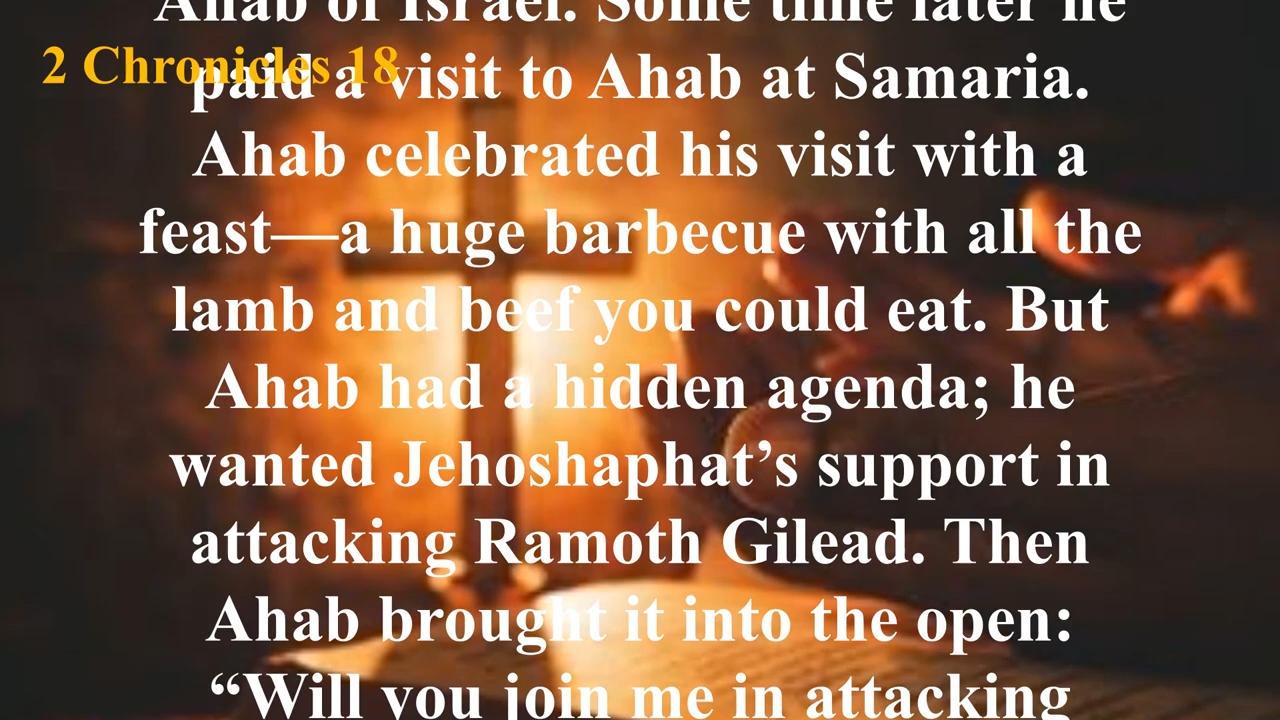 Ahab of Israel. Some time later he
2 Chronicles 18
paid a visit to Ahab at Samaria.
Ahab celebrated his visit with a
feast—a huge barbecue with all the
lamb and beef you could eat. But
Ahab had a hidden agenda; he
wanted Jehoshaphat’s support in
attacking Ramoth Gilead. Then
Ahab brought it into the open:
“Will you join me in attacking